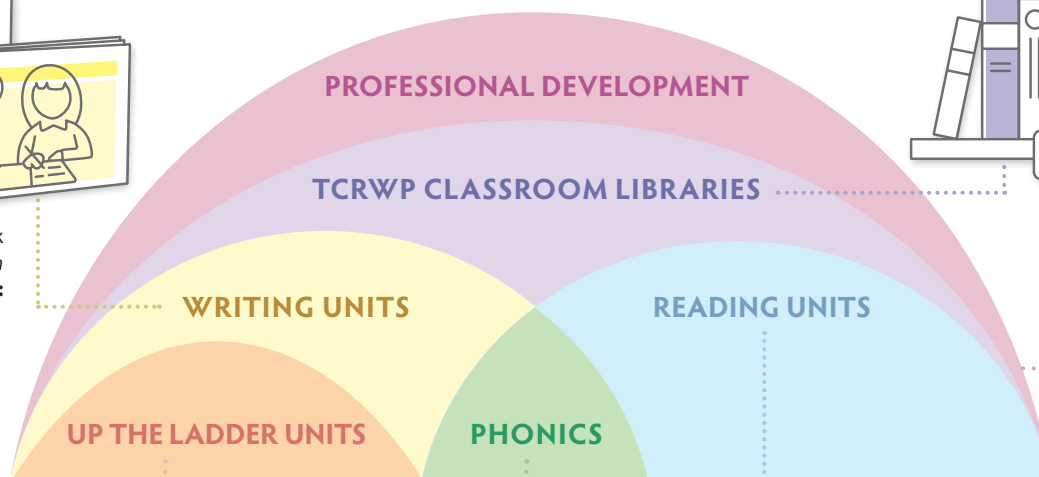 PROFESSIONAL DEVELOPMENT
TCRWP CLASSROOM LIBRARIES
WRITING UNITS
READING UNITS
UP THE LADDER UNITS
PHONICS